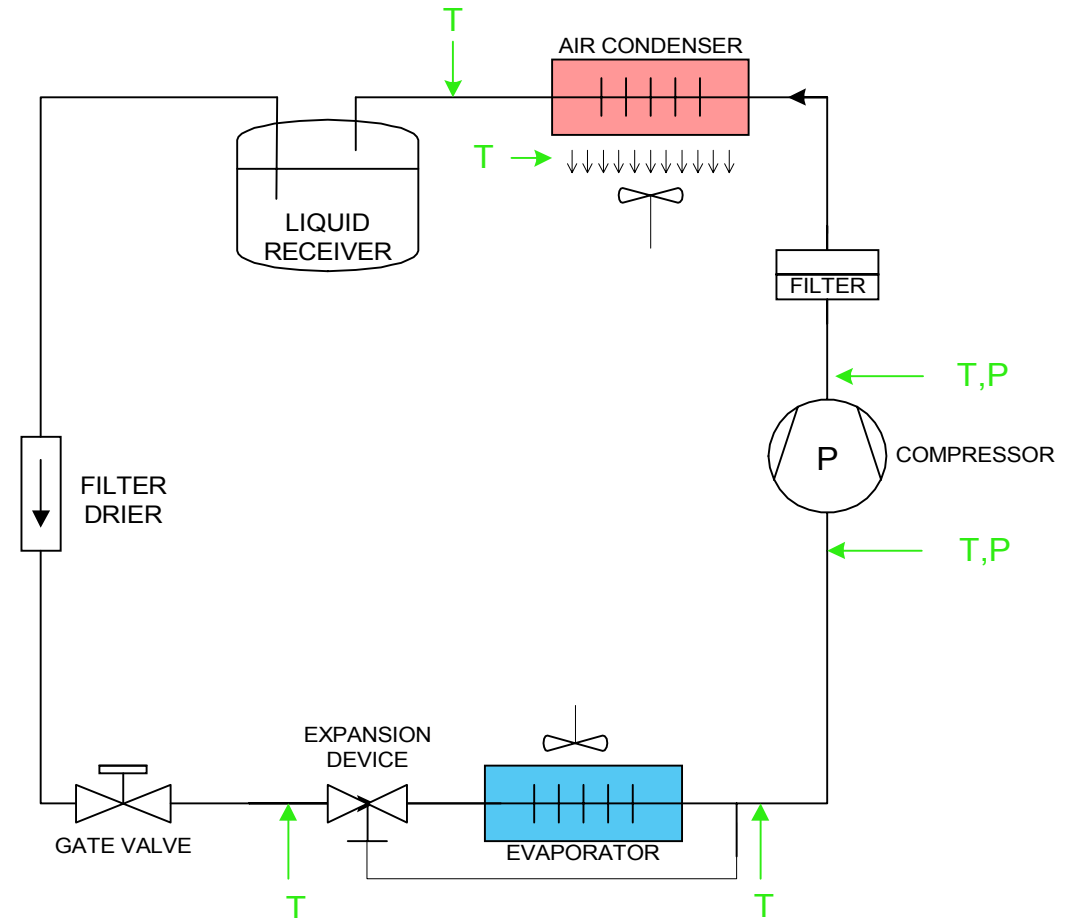 T
AIR CONDENSER
T
LIQUID
RECEIVER
FILTER
T,P
P
COMPRESSOR
FILTER
DRIER
T,P
EXPANSION
DEVICE
GATE VALVE
EVAPORATOR
T
T